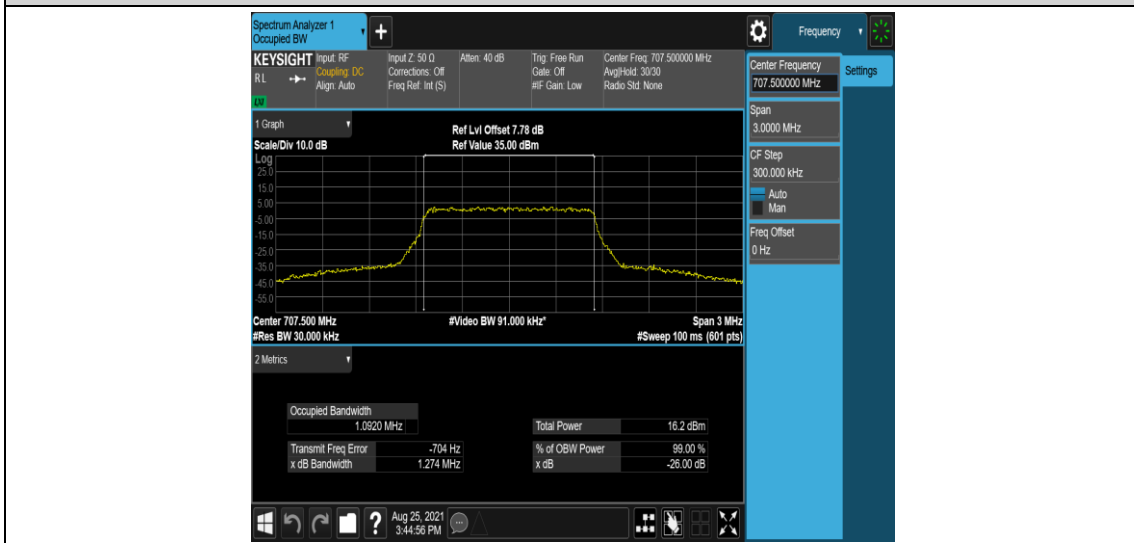 Spectrum Analyzer 1
Occupied BW
+
Frequency
KEYSIGHT
RL
Input: RF
Coupling: DC
Align: Auto
Input Z: 50 Ω
Corrections: Off
Freq Ref: Int (S)
Atten: 40 dB
Trig: Free Run
Gate: Off
#IF Gain: Low
Center Freq: 707.500000 MHz
Avg|Hold: 30/30
Radio Std: None
Center Frequency
707.500000 MHz
Settings
Span
3.0000 MHz
CF Step
300.000 kHz
Auto
Man
Freq Offset
0 Hz
1 Graph
Ref Lvl Offset 7.78 dB
Scale/Div 10.0 dB
Ref Value 35.00 dBm
Log
25.0
15.0
5.00
-5.00
-15.0
-25.0
-35.0
-45.0
-55.0
Center 707.500 MHz
#Video BW 91.000 kHz*
Span 3 MHz
#Res BW 30.000 kHz
#Sweep 100 ms (601 pts)
2 Metrics
Occupied Bandwidth
1.0920 MHz
Total Power 16.2 dBm
Transmit Freq Error -704 Hz
% of OBW Power 99.00 %
x dB Bandwidth 1.274 MHz
x dB -26.00 dB
?
Aug 25, 2021
3:44:56 PM